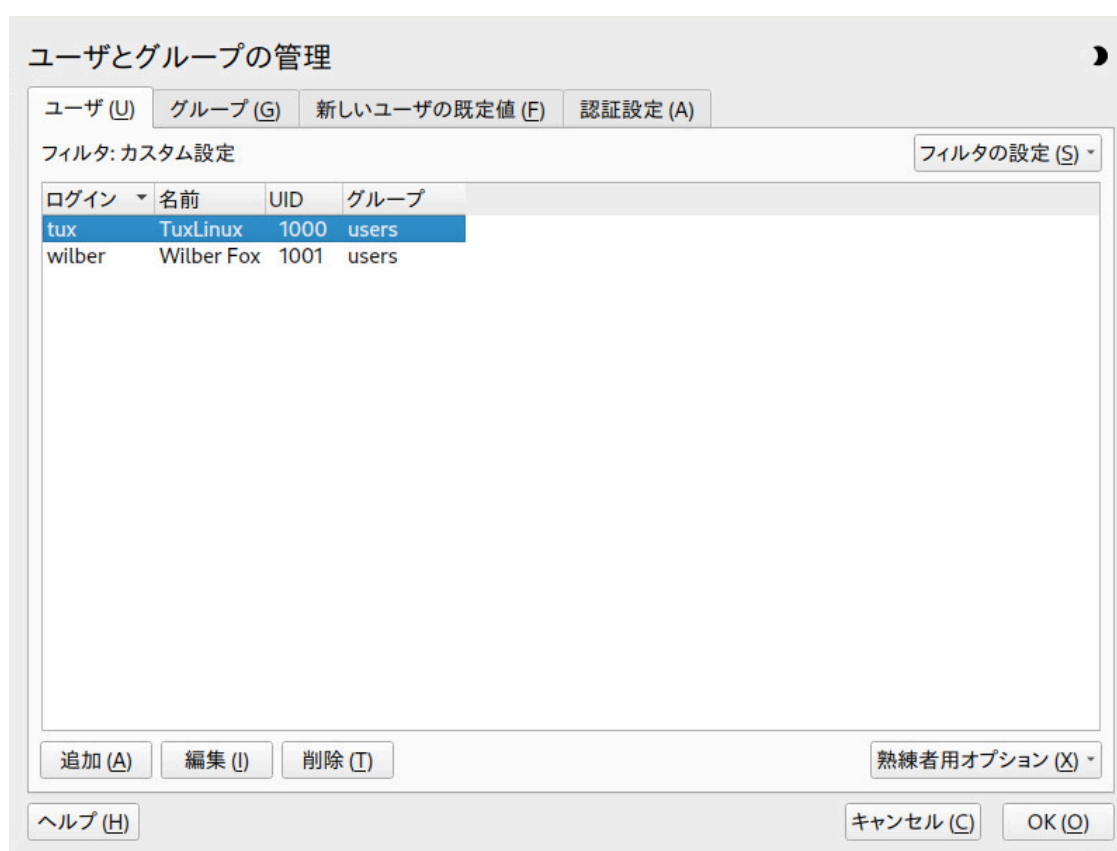 ユーザとグループの管理
ユーザ (U) グループ (G) 新しいユーザの既定値 (F) 認証設定 (A)
フィルタ: カスタム設定 フィルタの設定 (S)
ログイン 名前 UID グループ
tux TuxLinux 1000 users
wilber Wilber Fox 1001 users
追加 (A) 編集 (I) 削除 (T) 熟練者用オプション (X)
ヘルプ (H) キャンセル (C) OK (O)